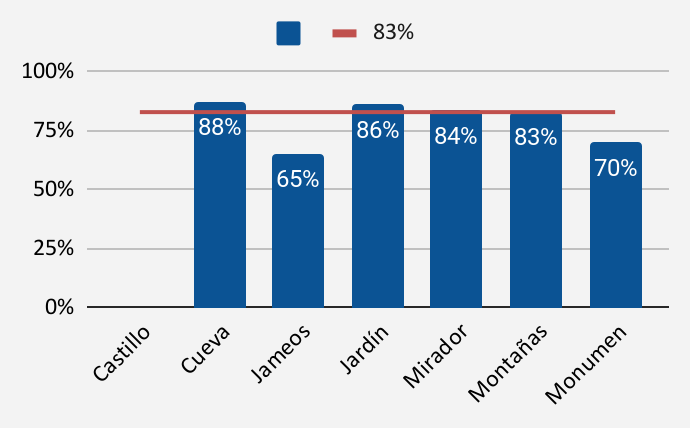 83%
100%
75%
50%
25%
0%
88%
65%
86%
84%
83%
70%
Castillo
Cueva
Jameos
Jardín
Mirador
Montañas
Monumen